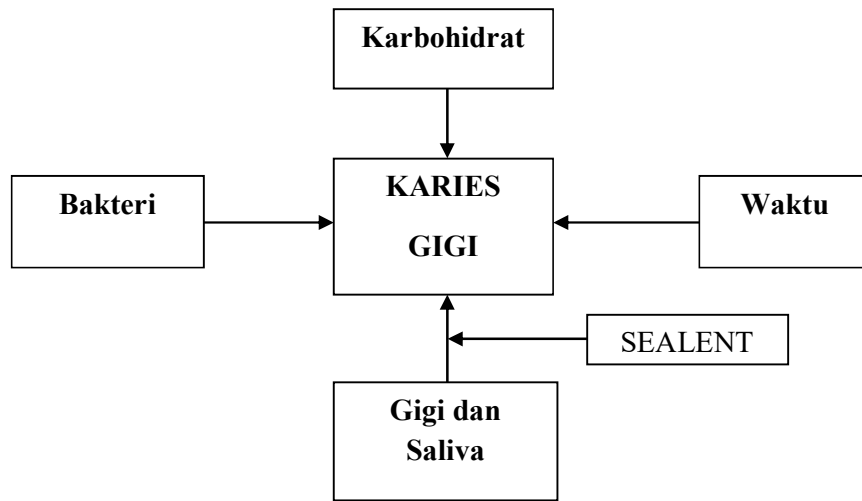 Karbohidrat
Bakteri
KARIES
GIGI
Waktu
SEALENT
Gigi dan
Saliva